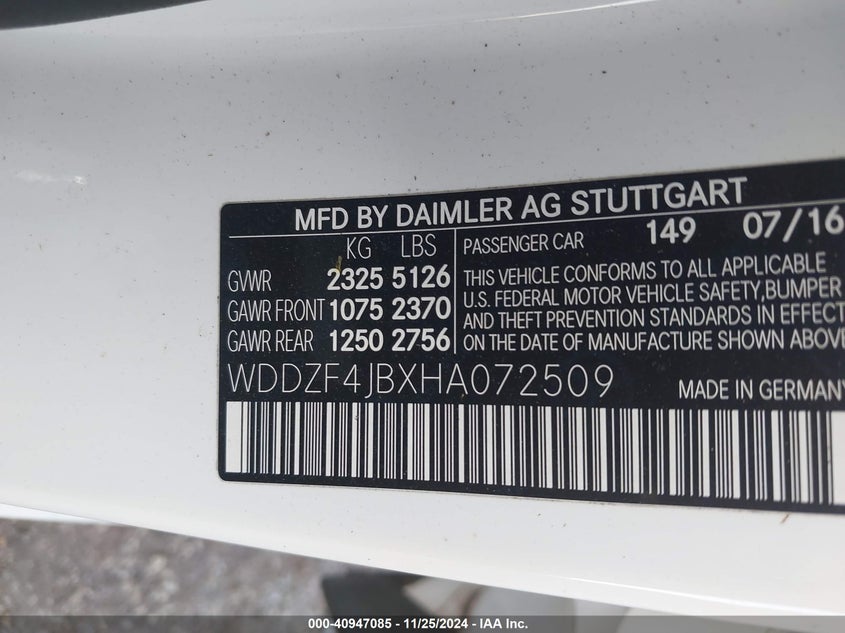 MFD BY DAIMLER AG STUTTGART
KG LBS
GVWR 2325 5126
GAWR FRONT 1075 2370
GAWR REAR 1250 2756
PASSENGER CAR 149 07/16
THIS VEHICLE CONFORMS TO ALL APPLICABLE
U.S. FEDERAL MOTOR VEHICLE SAFETY, BUMPER
AND THEFT PREVENTION STANDARDS IN EFFECT
ON THE DATE OF MANUFACTURE SHOWN ABOVE
WDDZF4JBXHA072509
MADE IN GERMANY
000-40947085 - 11/25/2024 - IAA Inc.